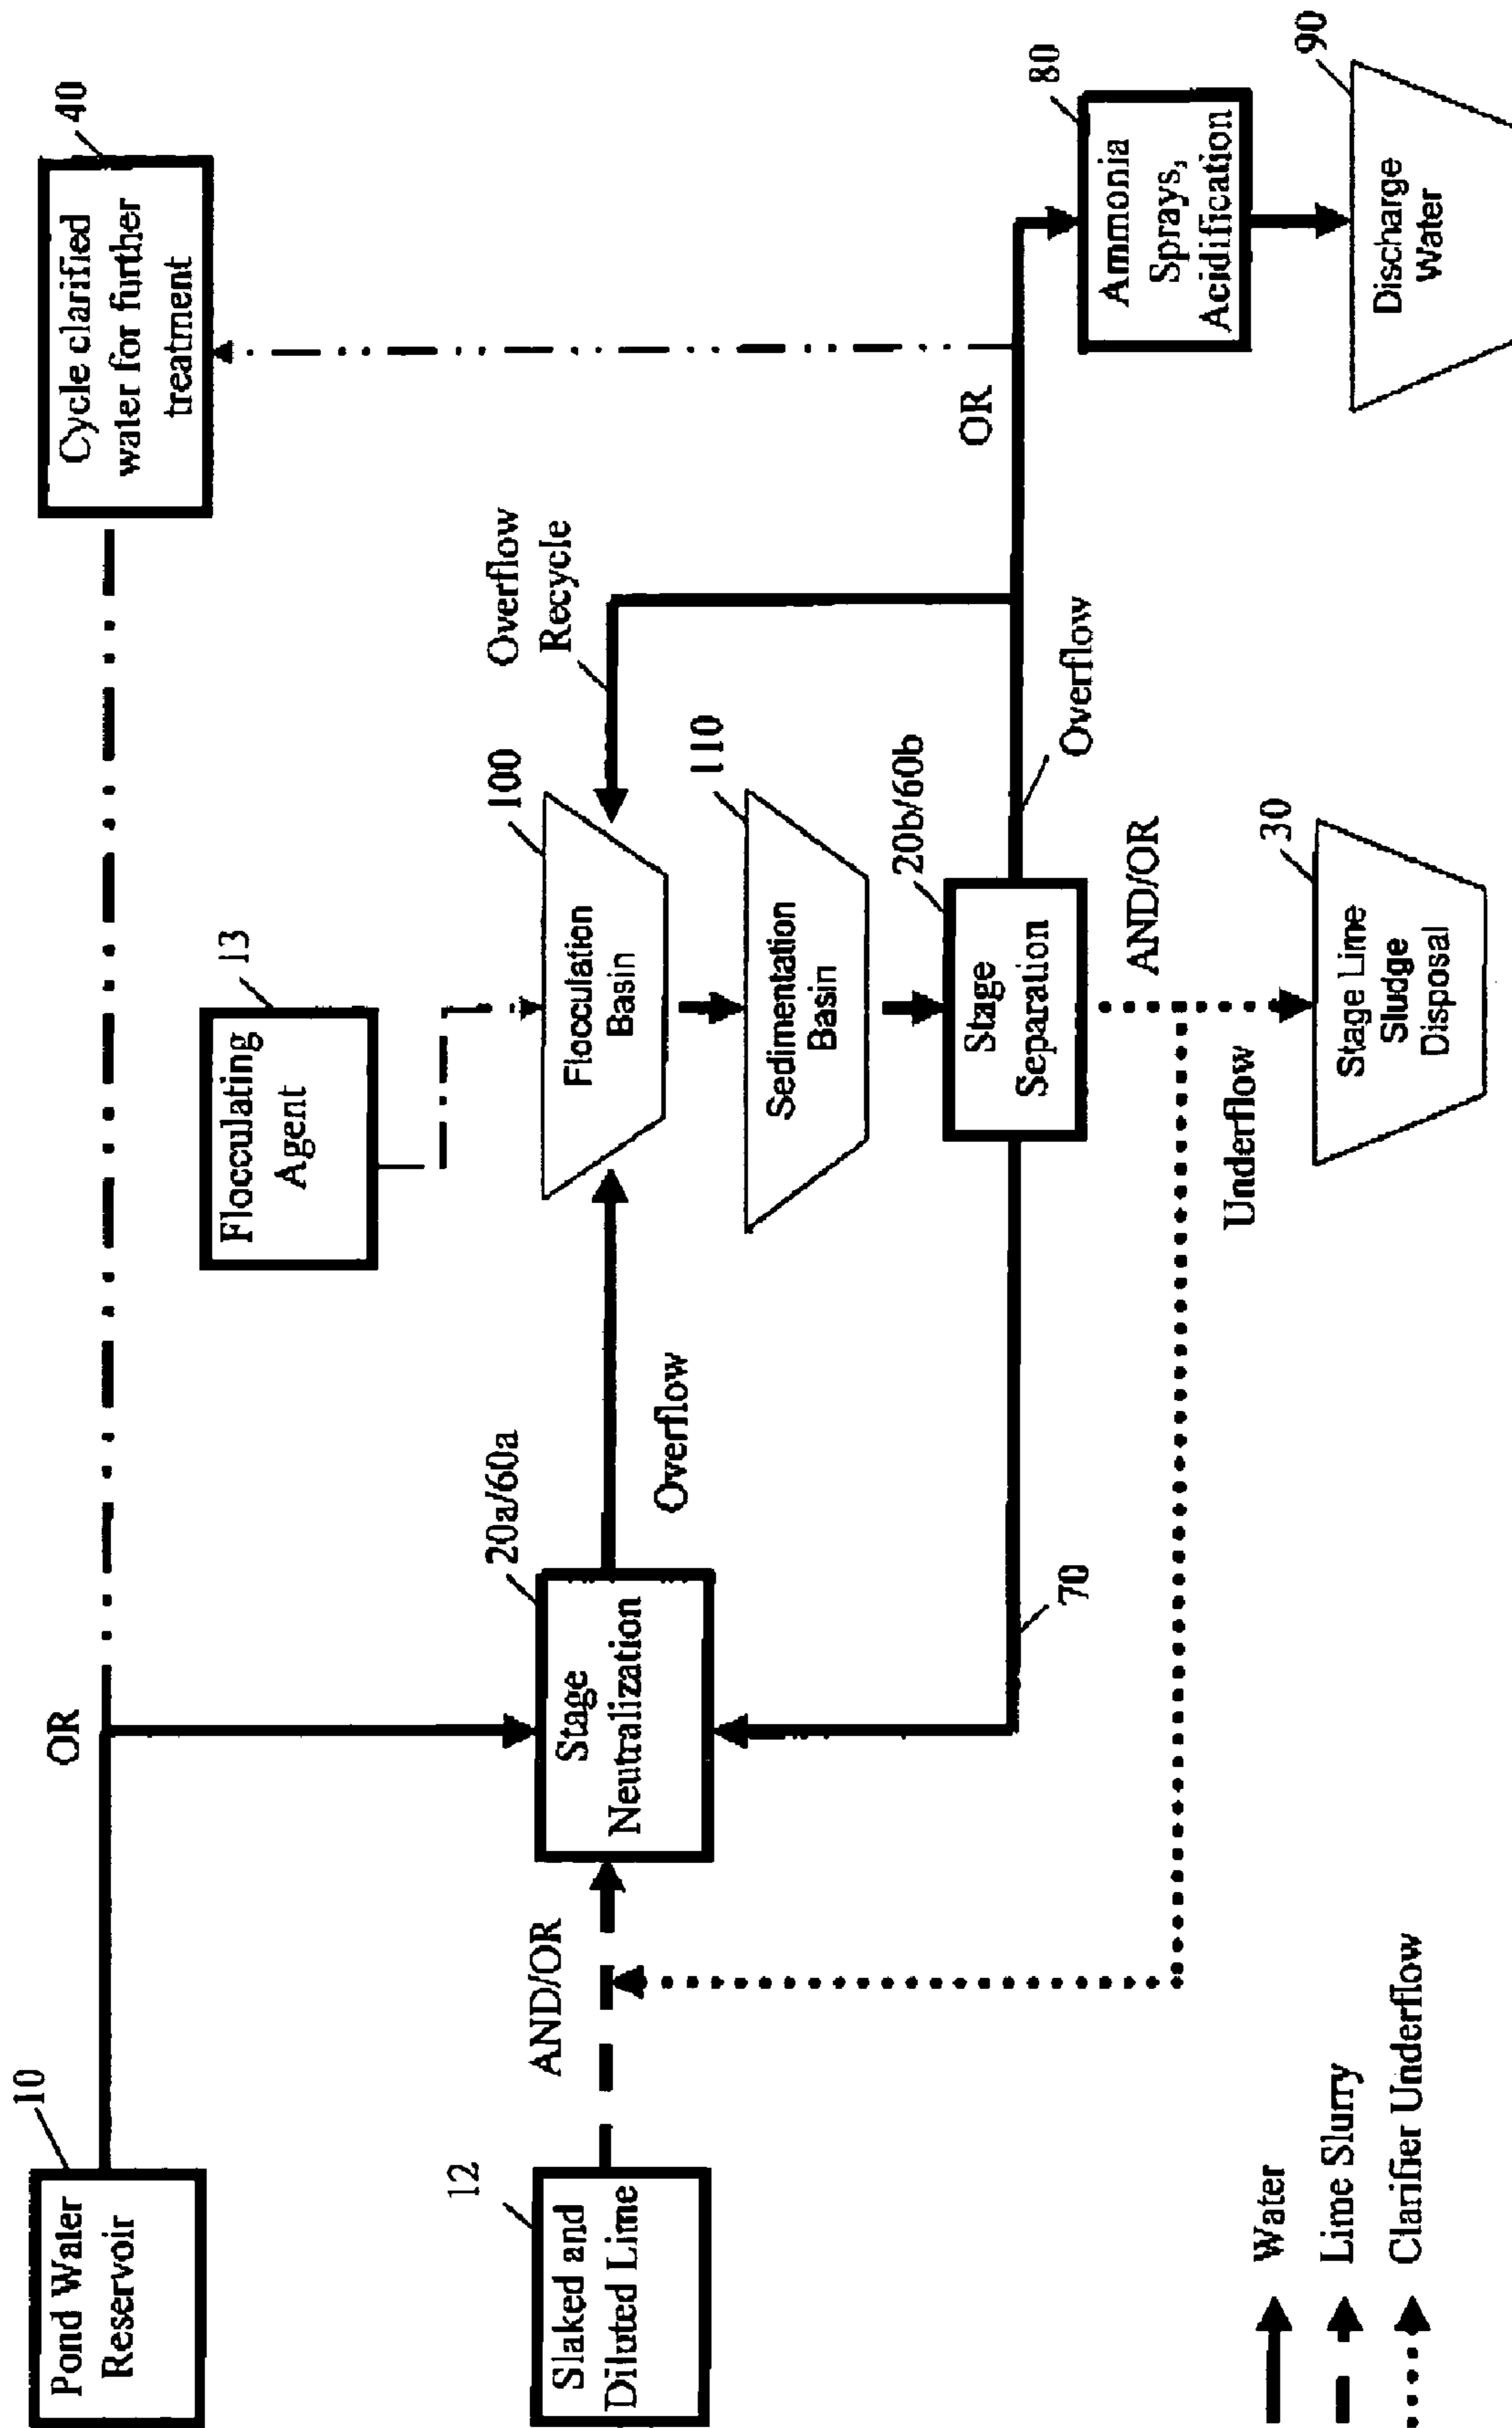 10
Pond Waler
Reservoir
OR
40
Cycle clarified
water for further
treatment
13
Flocculating
Agent
12
Slaked and
Diluted Lime
AND/OR
20a/60a
Stage
Neutralization
Overflow
100
Flocculation
Basin
Overflow
Recycle
110
Sedimentation
Basin
20b/60b
Stage
Separation
70
Overflow
OR
80
Ammonia
Sprays,
Acidification
AND/OR
Underflow
30
Stage Lime
Sludge
Disposal
90
Discharge
Water
Water
Lime Slurry
Clarifier Underflow